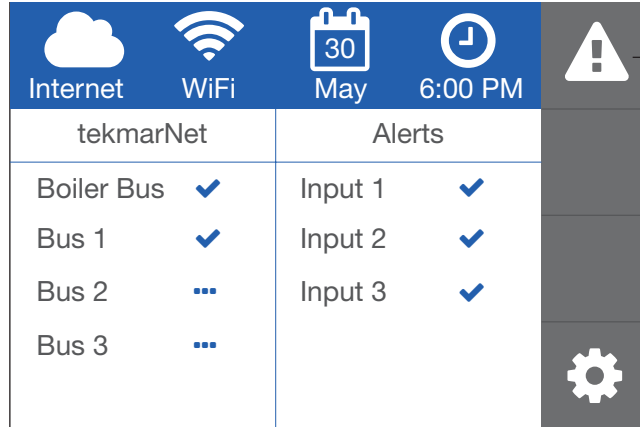 30
Internet WiFi May 6:00 PM
tekmarNet Alerts
Boiler Bus Input 1
Bus 1 Input 2
Bus 2 Input 3
Bus 3